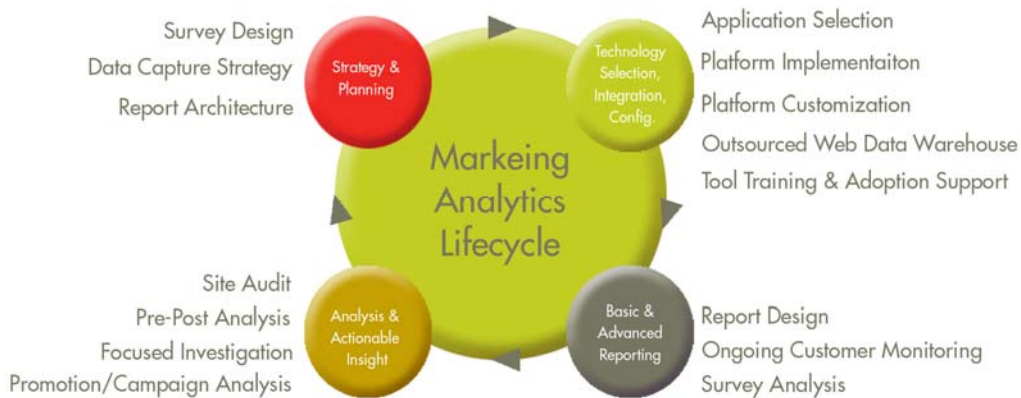 Survey Design
Data Capture Strategy
Report Architecture
Strategy &
Planning
Technology
Selection,
Integration,
Config.
Application Selection
Platform Implementaiton
Platform Customization
Outsourced Web Data Warehouse
Tool Training & Adoption Support
Markeing
Analytics
Lifecycle
Site Audit
Pre-Post Analysis
Focused Investigation
Promotion/Campaign Analysis
Analysis &
Actionable
Insight
Basic &
Advanced
Reporting
Report Design
Ongoing Customer Monitoring
Survey Analysis